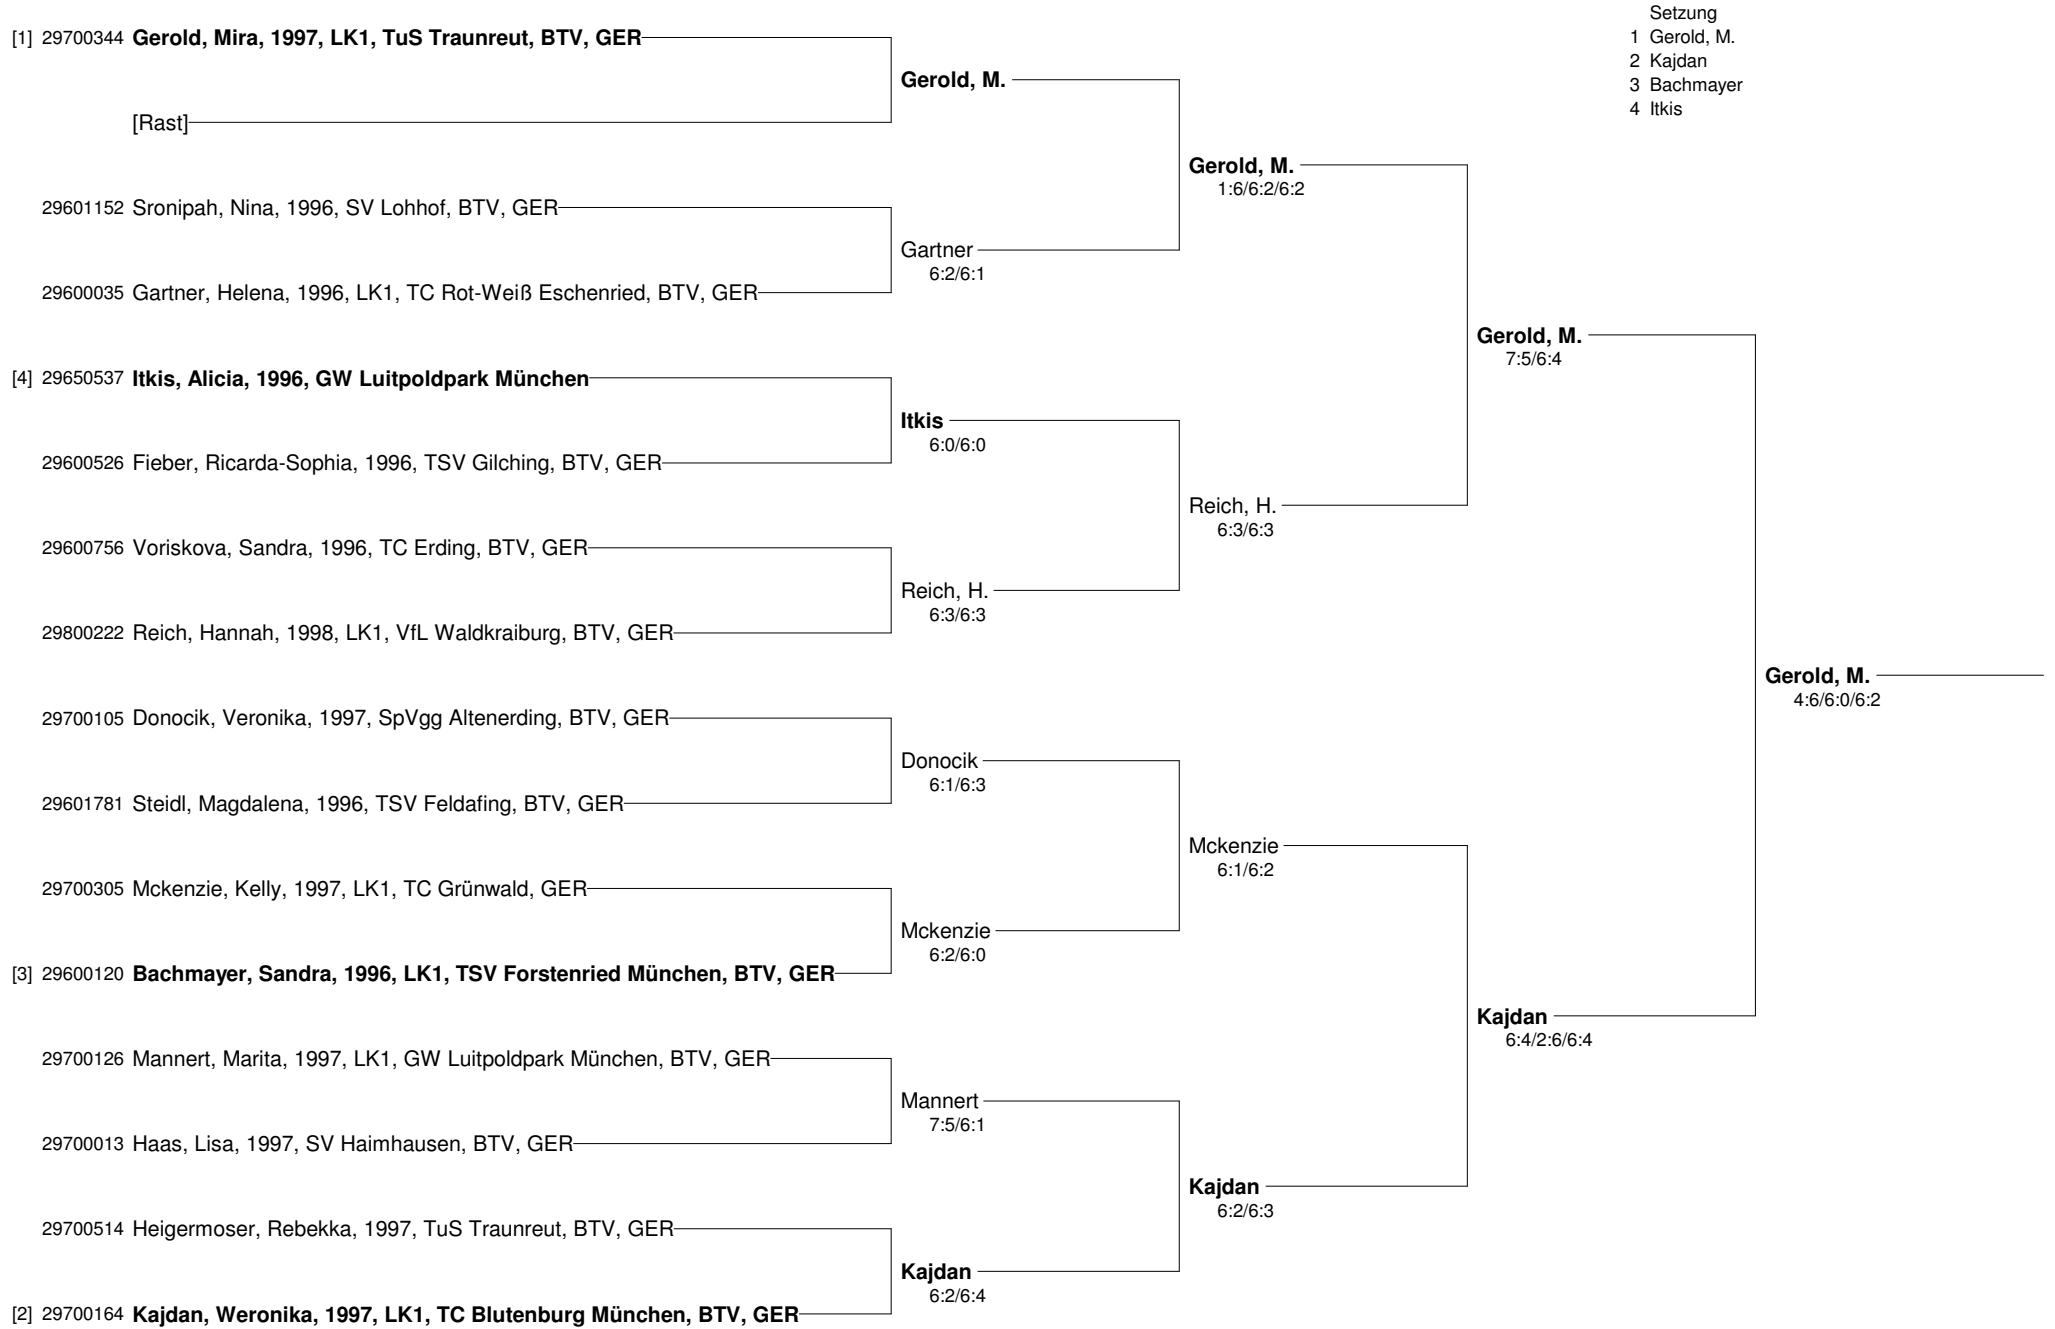 Setzung
1 Gerold, M.
2 Kajdan
3 Bachmayer
4 Itkis
[1] 29700344 Gerold, Mira, 1997, LK1, TuS Traunreut, BTV, GER
[Rast]
29601152 Sronipah, Nina, 1996, SV Lohhof, BTV, GER
29600035 Gartner, Helena, 1996, LK1, TC Rot-Weiß Eschenried, BTV, GER
[4] 29650537 Itkis, Alicia, 1996, GW Luitpoldpark München
29600526 Fieber, Ricarda-Sophia, 1996, TSV Gilching, BTV, GER
29600756 Voriskova, Sandra, 1996, TC Erding, BTV, GER
29800222 Reich, Hannah, 1998, LK1, VfL Waldkraiburg, BTV, GER
29700105 Donocik, Veronika, 1997, SpVgg Altenerding, BTV, GER
29601781 Steidl, Magdalena, 1996, TSV Feldafing, BTV, GER
29700305 Mckenzie, Kelly, 1997, LK1, TC Grünwald, GER
[3] 29600120 Bachmayer, Sandra, 1996, LK1, TSV Forstenried München, BTV, GER
29700126 Mannert, Marita, 1997, LK1, GW Luitpoldpark München, BTV, GER
29700013 Haas, Lisa, 1997, SV Haimhausen, BTV, GER
29700514 Heigermoser, Rebekka, 1997, TuS Traunreut, BTV, GER
[2] 29700164 Kajdan, Weronika, 1997, LK1, TC Blutenburg München, BTV, GER
Gerold, M.
Gartner
6:2/6:1
Itkis
6:0/6:0
Reich, H.
6:3/6:3
Donocik
6:1/6:3
Mckenzie
6:2/6:0
Mannert
7:5/6:1
Kajdan
6:2/6:4
Gerold, M.
1:6/6:2/6:2
Reich, H.
6:3/6:3
Mckenzie
6:1/6:2
Kajdan
6:2/6:3
Gerold, M.
7:5/6:4
Kajdan
6:4/2:6/6:4
Gerold, M.
4:6/6:0/6:2